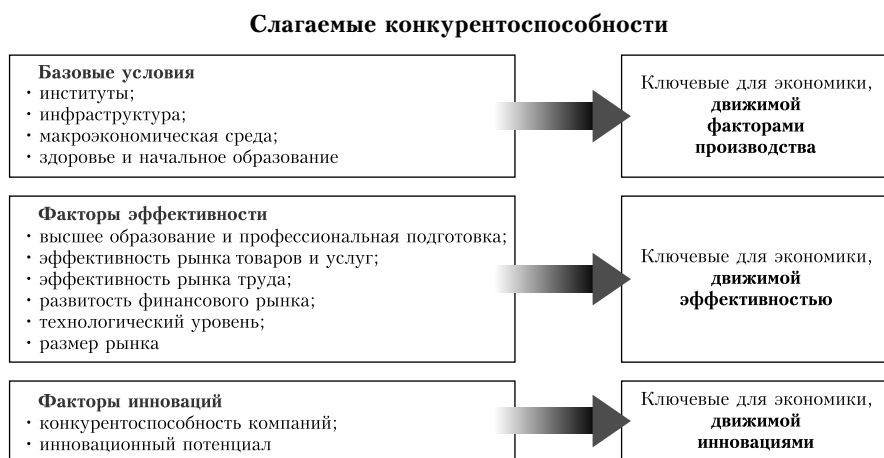 Слагаемые конкурентоспособности
Базовые условия
· институты;
· инфраструктура;
· макроэкономическая среда;
· здоровье и начальное образование
Ключевые для экономики,
движимой
факторами
производства
Факторы эффективности
· высшее образование и профессиональная подготовка;
· эффективность рынка товаров и услуг;
· эффективность рынка труда;
· развитость финансового рынка;
· технологический уровень;
· размер рынка
Ключевые для экономики,
движимой
эффективностью
Факторы инноваций
· конкурентоспособность компаний;
· инновационный потенциал
Ключевые для экономики,
движимой
инновациями